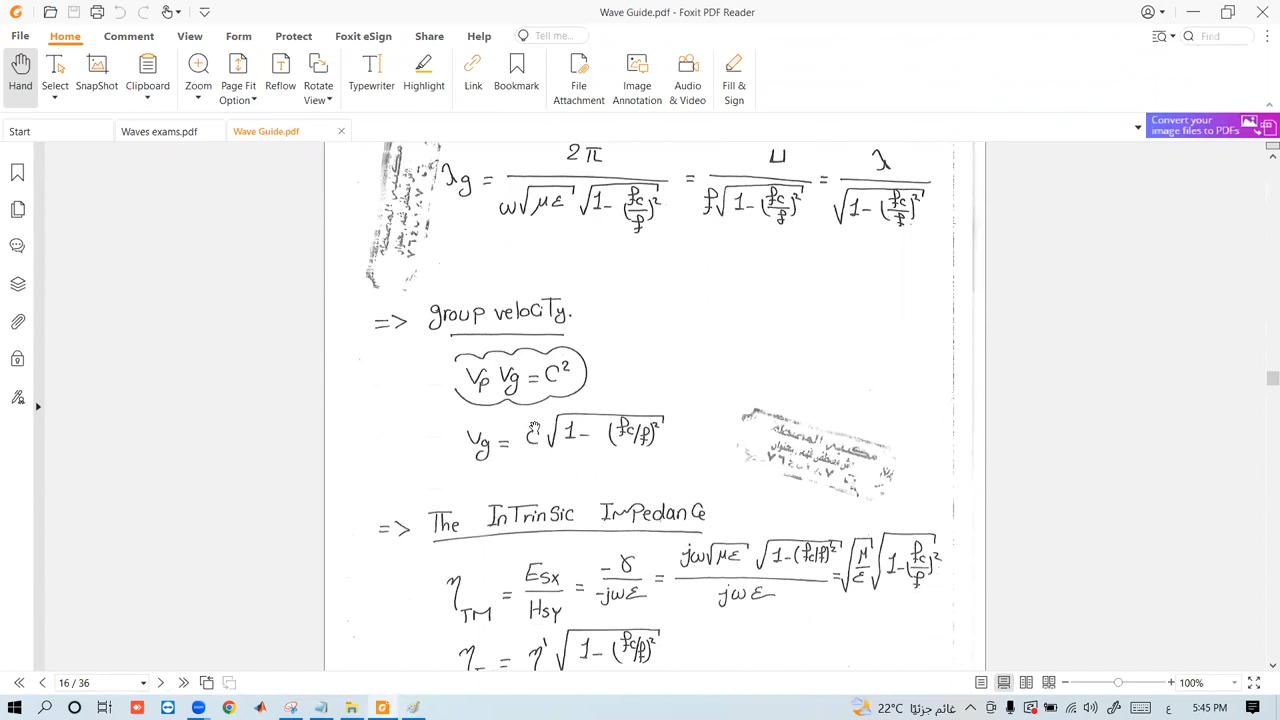 Wave Guide.pdf - Foxit PDF Reader
File Home Comment View Form Protect Foxit eSign Share Help Tell me... Find
Hand Select SnapShot Clipboard Zoom Page Fit Option Reflow Rotate View Typewriter Highlight Link Bookmark File Attachment Image Annotation Audio & Video Fill & Sign
Start Waves exams.pdf Wave Guide.pdf
Convert your image files to PDFs
λg = 2π / ω√με √1-(fc/f)² = u / f√1-(fc/f)² = λ / √1-(fc/f)²
=> group velocity.
Vp Vg = C²
Vg = C √1 - (fc/f)²
=> The InTrinsic Impedance
η TM = Esx / Hsy = -γ / -jωε = jω√με √1-(fc/f)² / jωε = √μ/ε √1-(fc/f)²
= η' √1-(fc/f)²
16 / 36
100%
22°C غائم جزئيًا ع 5:45 PM